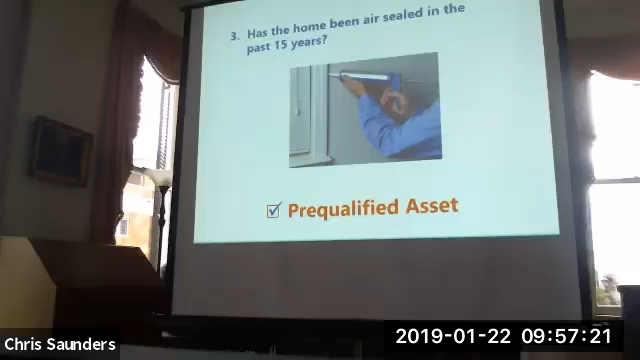 3. Has the home been air sealed in the
past 15 years?
Prequalified Asset
Chris Saunders
2019-01-22 09:57:21